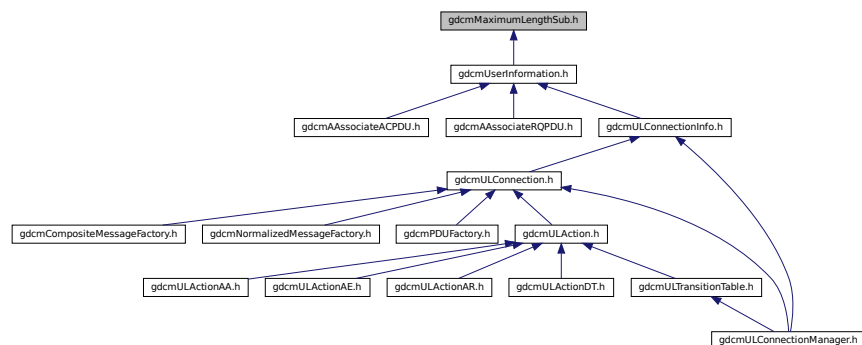 gdcmMaximumLengthSub.h
gdcmUserInformation.h
gdcmAAssociateACPDU.h
gdcmAAssociateRQPDU.h
gdcmULConnectionInfo.h
gdcmULConnection.h
gdcmCompositeMessageFactory.h
gdcmNormalizedMessageFactory.h
gdcmPDUFactory.h
gdcmULAction.h
gdcmULActionAA.h
gdcmULActionAE.h
gdcmULActionAR.h
gdcmULActionDT.h
gdcmULTransitionTable.h
gdcmULConnectionManager.h